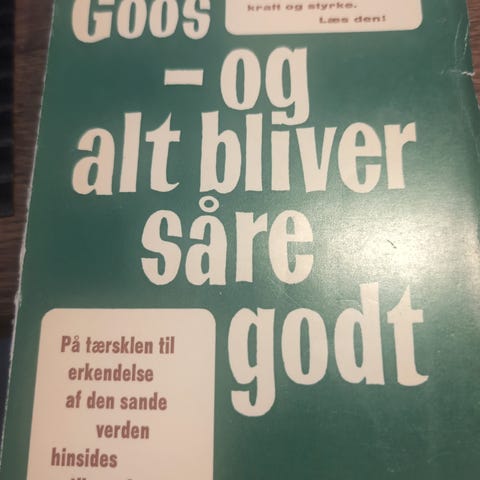 Goos
kraft og styrke.
Læs den!
– og
alt bliver
såre
godt
På tærsklen til
erkendelse
af den sande
verden
hinsides